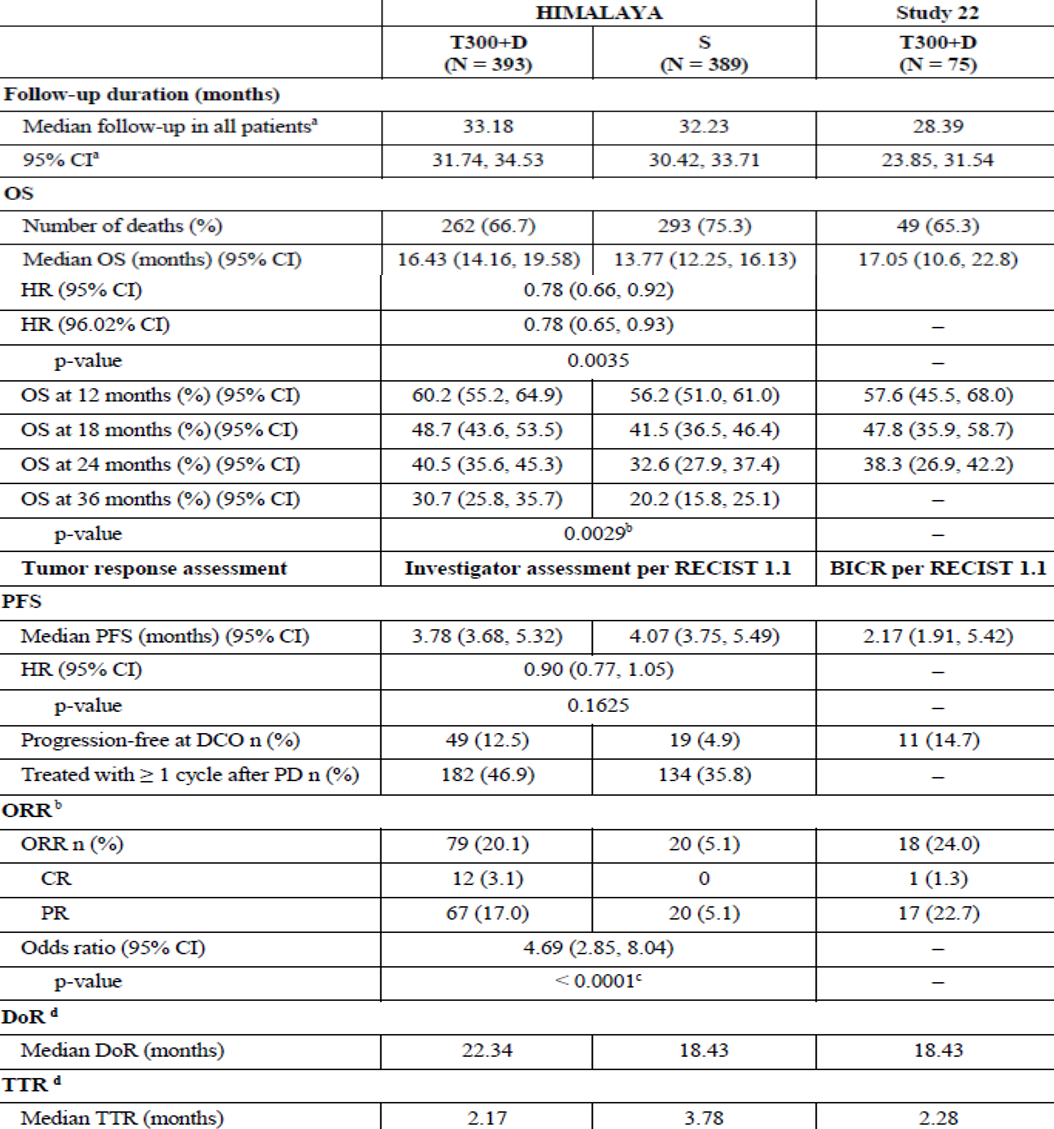 HIMALAYA Study 22
T300+D S T300+D
(N = 393) (N = 389) (N = 75)
Follow-up duration (months)
Median follow-up in all patientsᵃ 33.18 32.23 28.39
95% CIᵃ 31.74, 34.53 30.42, 33.71 23.85, 31.54
OS
Number of deaths (%) 262 (66.7) 293 (75.3) 49 (65.3)
Median OS (months) (95% CI) 16.43 (14.16, 19.58) 13.77 (12.25, 16.13) 17.05 (10.6, 22.8)
HR (95% CI) 0.78 (0.66, 0.92)
HR (96.02% CI) 0.78 (0.65, 0.93) –
p-value 0.0035 –
OS at 12 months (%) (95% CI) 60.2 (55.2, 64.9) 56.2 (51.0, 61.0) 57.6 (45.5, 68.0)
OS at 18 months (%) (95% CI) 48.7 (43.6, 53.5) 41.5 (36.5, 46.4) 47.8 (35.9, 58.7)
OS at 24 months (%) (95% CI) 40.5 (35.6, 45.3) 32.6 (27.9, 37.4) 38.3 (26.9, 42.2)
OS at 36 months (%) (95% CI) 30.7 (25.8, 35.7) 20.2 (15.8, 25.1) –
p-value 0.0029ᵇ –
Tumor response assessment Investigator assessment per RECIST 1.1 BICR per RECIST 1.1
PFS
Median PFS (months) (95% CI) 3.78 (3.68, 5.32) 4.07 (3.75, 5.49) 2.17 (1.91, 5.42)
HR (95% CI) 0.90 (0.77, 1.05) –
p-value 0.1625 –
Progression-free at DCO n (%) 49 (12.5) 19 (4.9) 11 (14.7)
Treated with ≥ 1 cycle after PD n (%) 182 (46.9) 134 (35.8) –
ORR ᵇ
ORR n (%) 79 (20.1) 20 (5.1) 18 (24.0)
CR 12 (3.1) 0 1 (1.3)
PR 67 (17.0) 20 (5.1) 17 (22.7)
Odds ratio (95% CI) 4.69 (2.85, 8.04) –
p-value < 0.0001ᶜ –
DoR ᵈ
Median DoR (months) 22.34 18.43 18.43
TTR ᵈ
Median TTR (months) 2.17 3.78 2.28